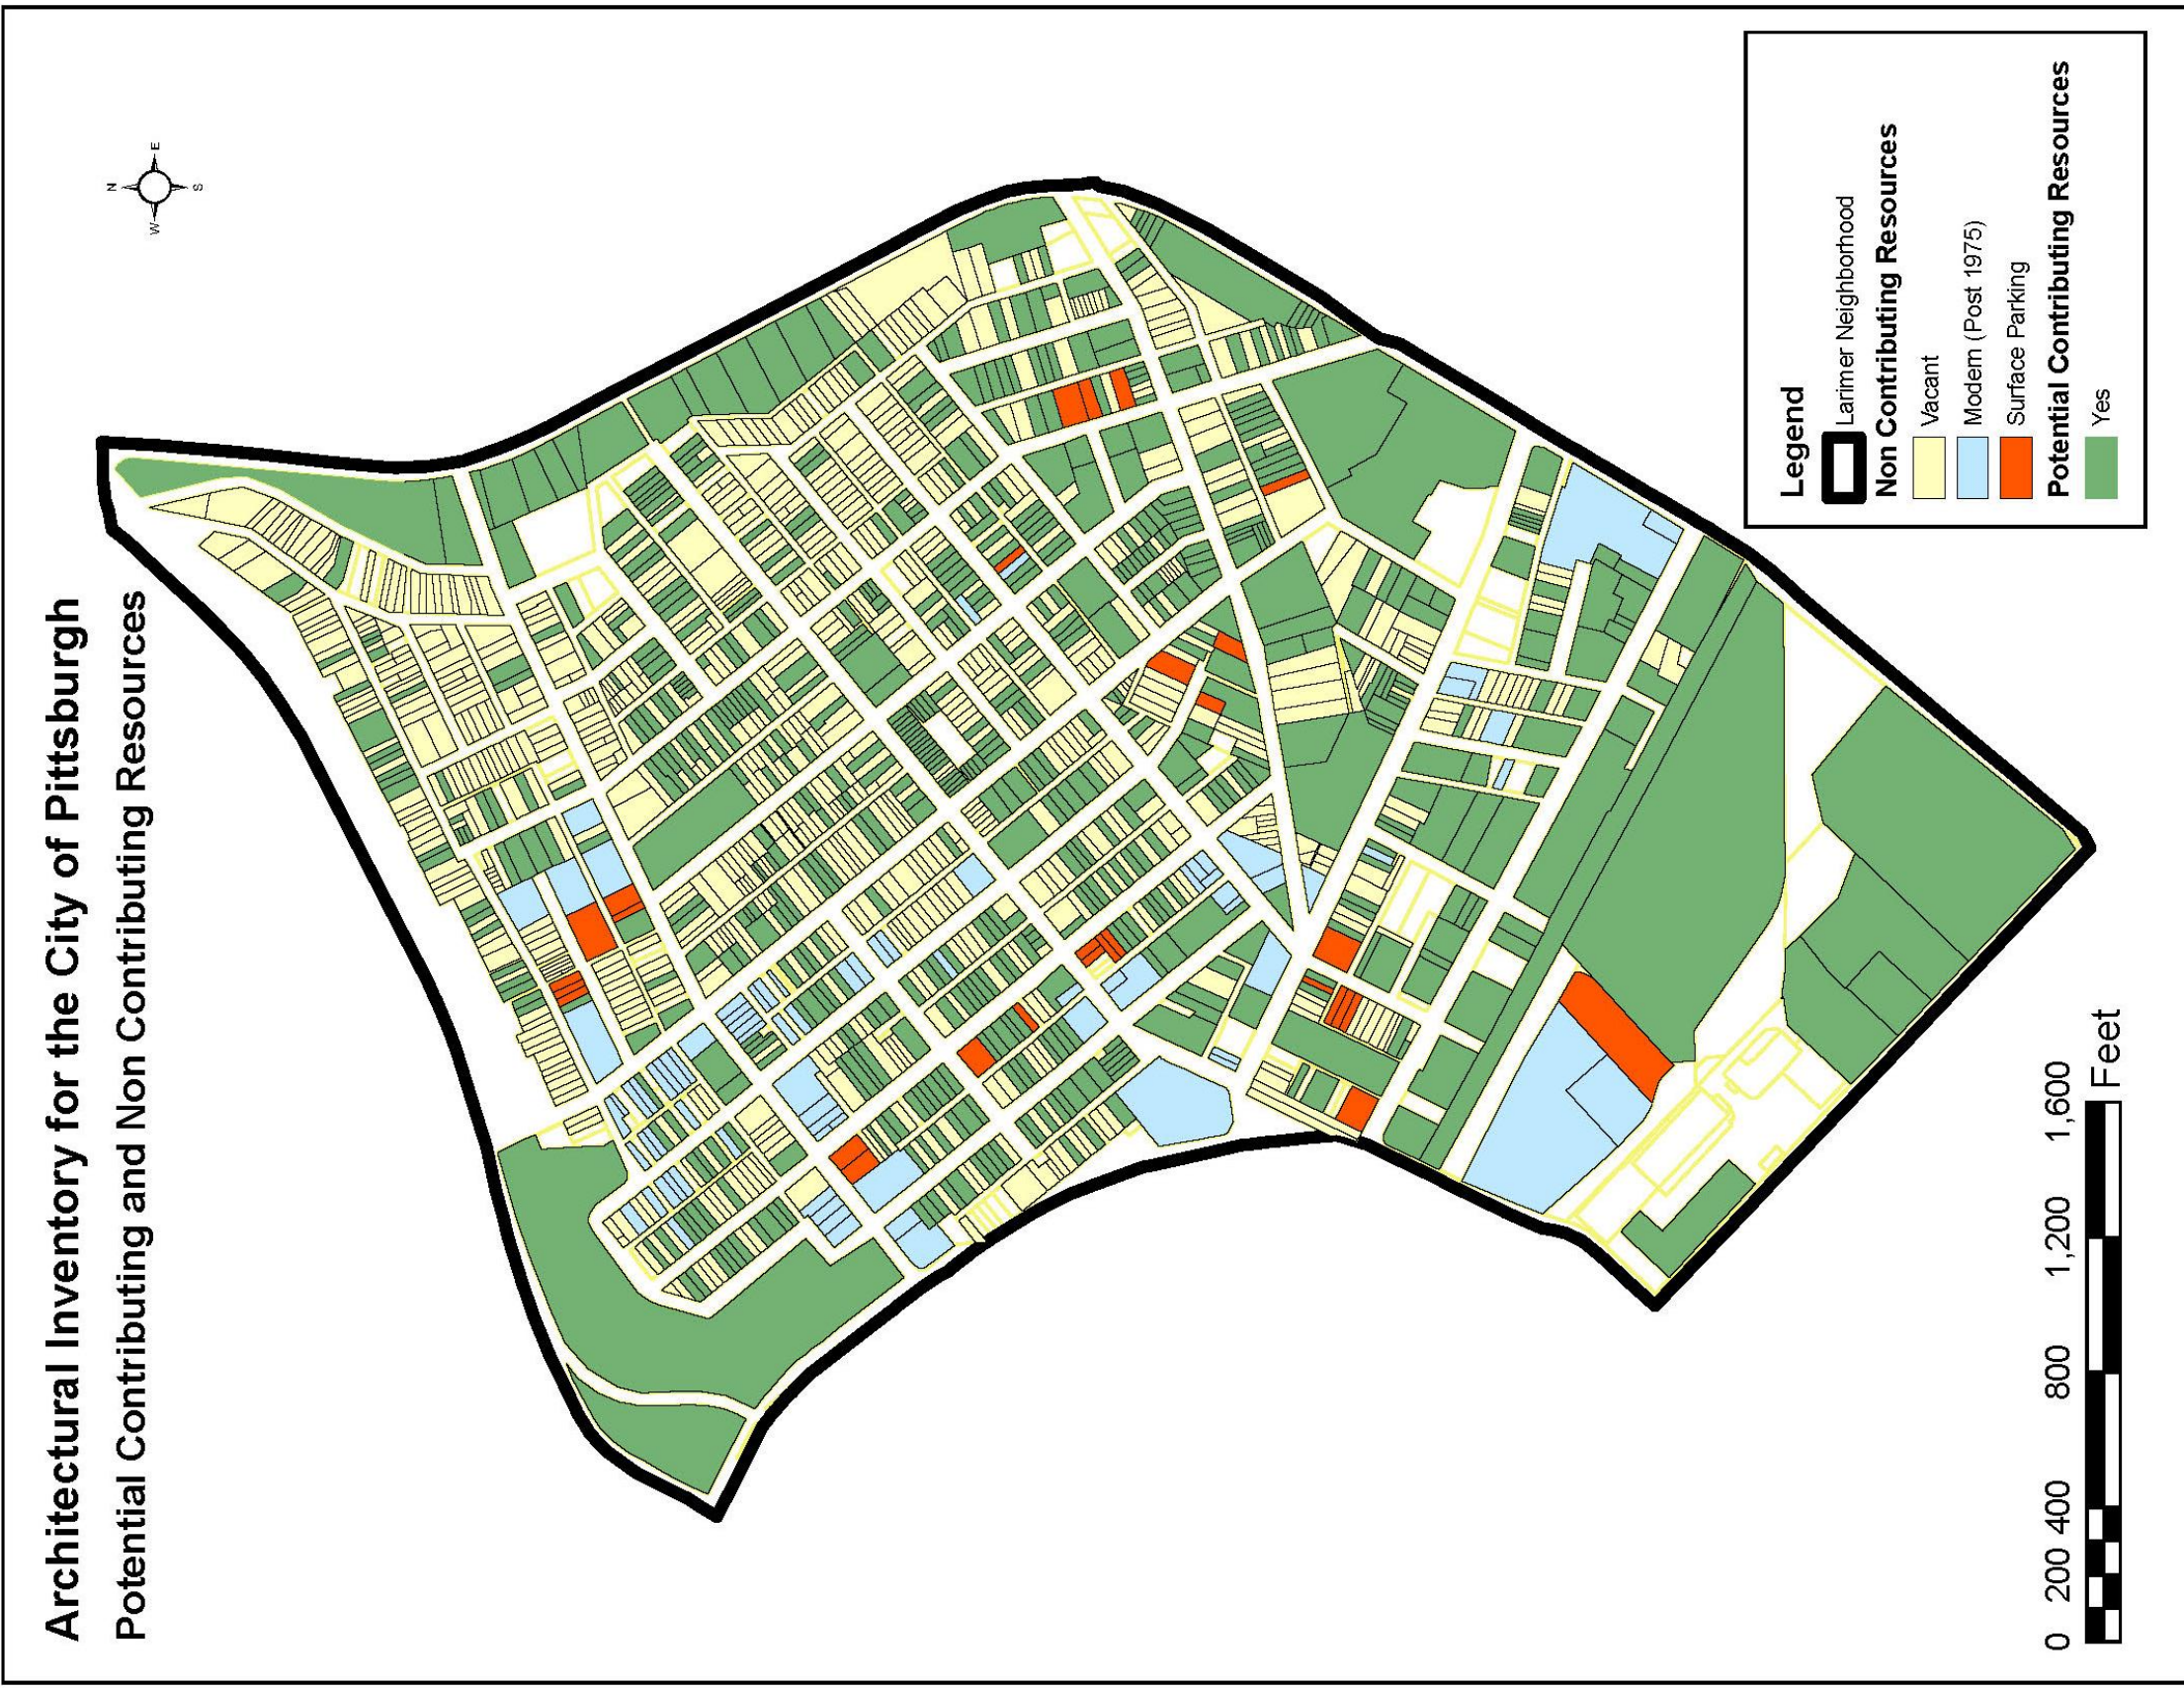 Architectural Inventory for the City of Pittsburgh
Potential Contributing and Non Contributing Resources
N
W E
S
Legend
Larimer Neighborhood
Non Contributing Resources
Vacant
Modern (Post 1975)
Surface Parking
Potential Contributing Resources
Yes
0 200 400 800 1,200 1,600
Feet